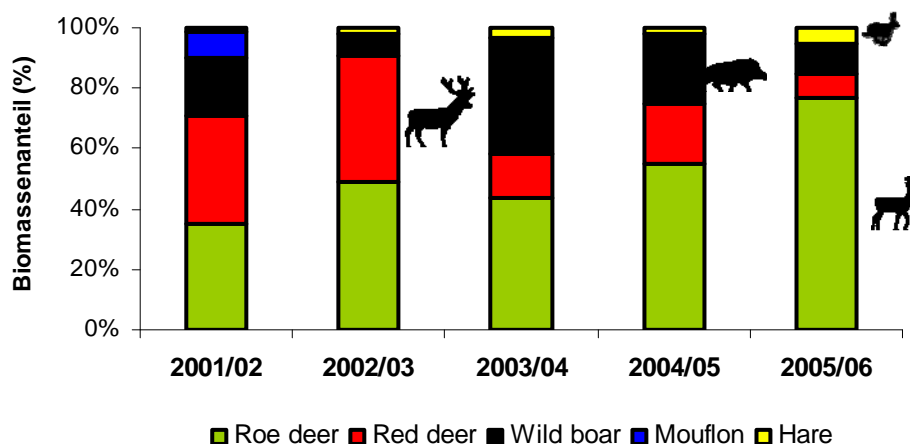 Biomassenanteil (%)
100%
80%
60%
40%
20%
0%
2001/02 2002/03 2003/04 2004/05 2005/06
Roe deer Red deer Wild boar Mouflon Hare